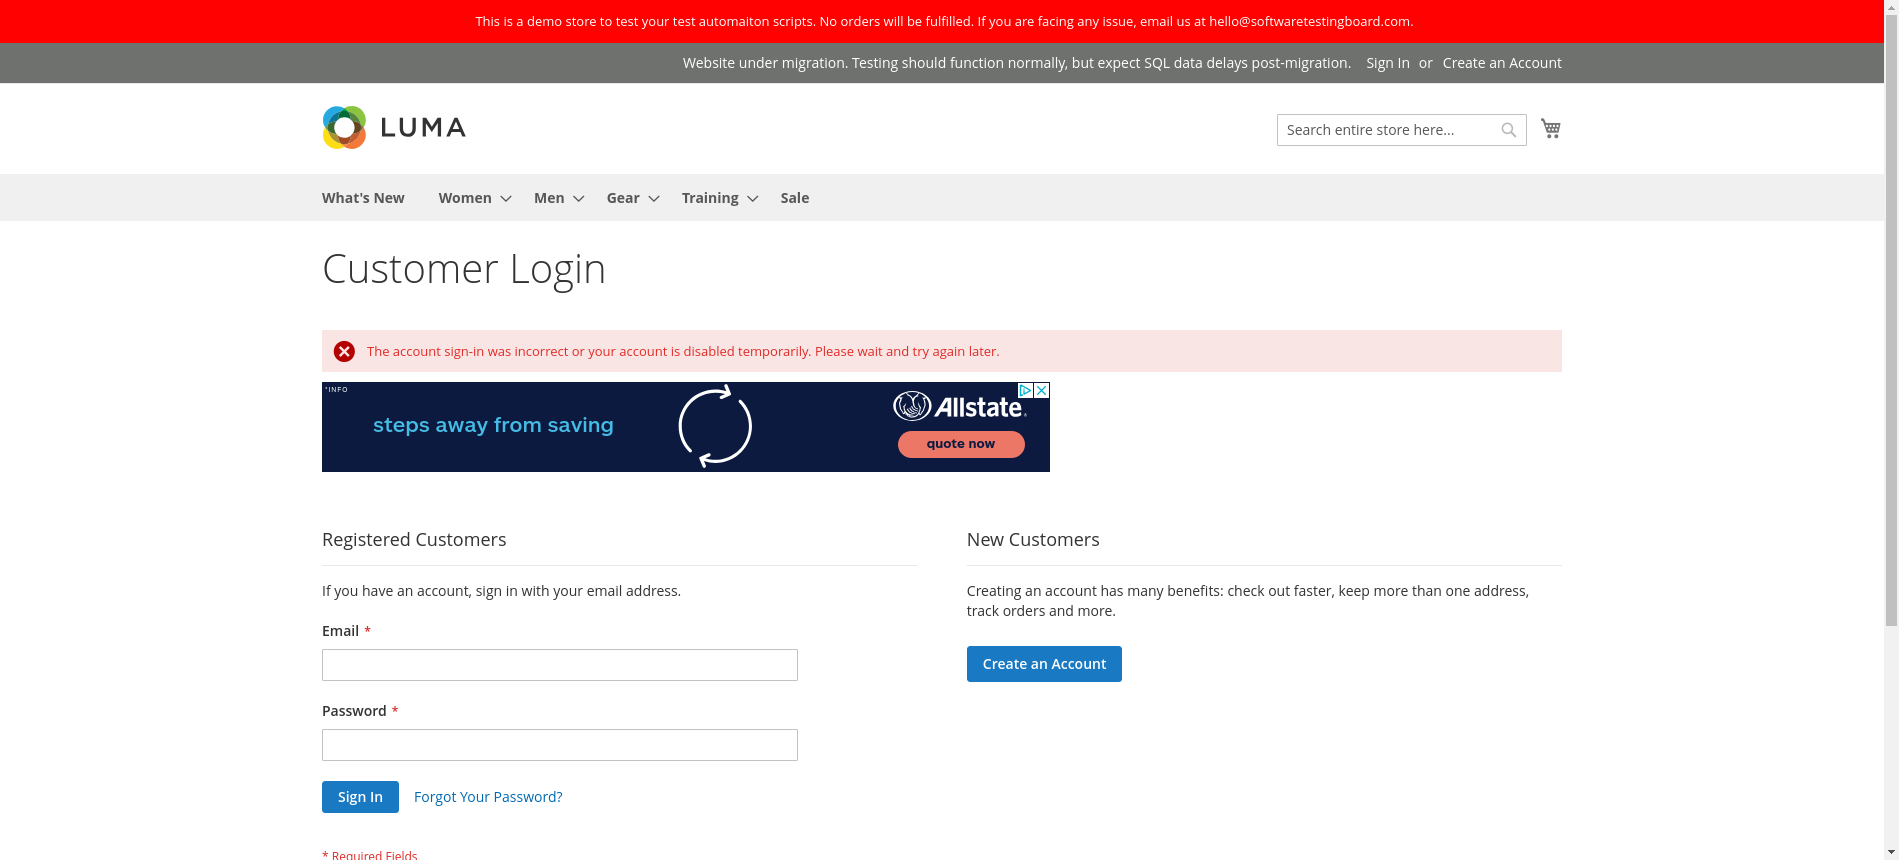 This is a demo store to test your test automaiton scripts. No orders will be fulfilled. If you are facing any issue, email us at hello@softwaretestingboard.com.
Website under migration. Testing should function normally, but expect SQL data delays post-migration. Sign In or Create an Account
LUMA
Search entire store here...
What's New Women Men Gear Training Sale
Customer Login
The account sign-in was incorrect or your account is disabled temporarily. Please wait and try again later.
*INFO
steps away from saving
Allstate.
quote now
Registered Customers
If you have an account, sign in with your email address.
Email *
Password *
Sign In Forgot Your Password?
* Required Fields
New Customers
Creating an account has many benefits: check out faster, keep more than one address,
track orders and more.
Create an Account